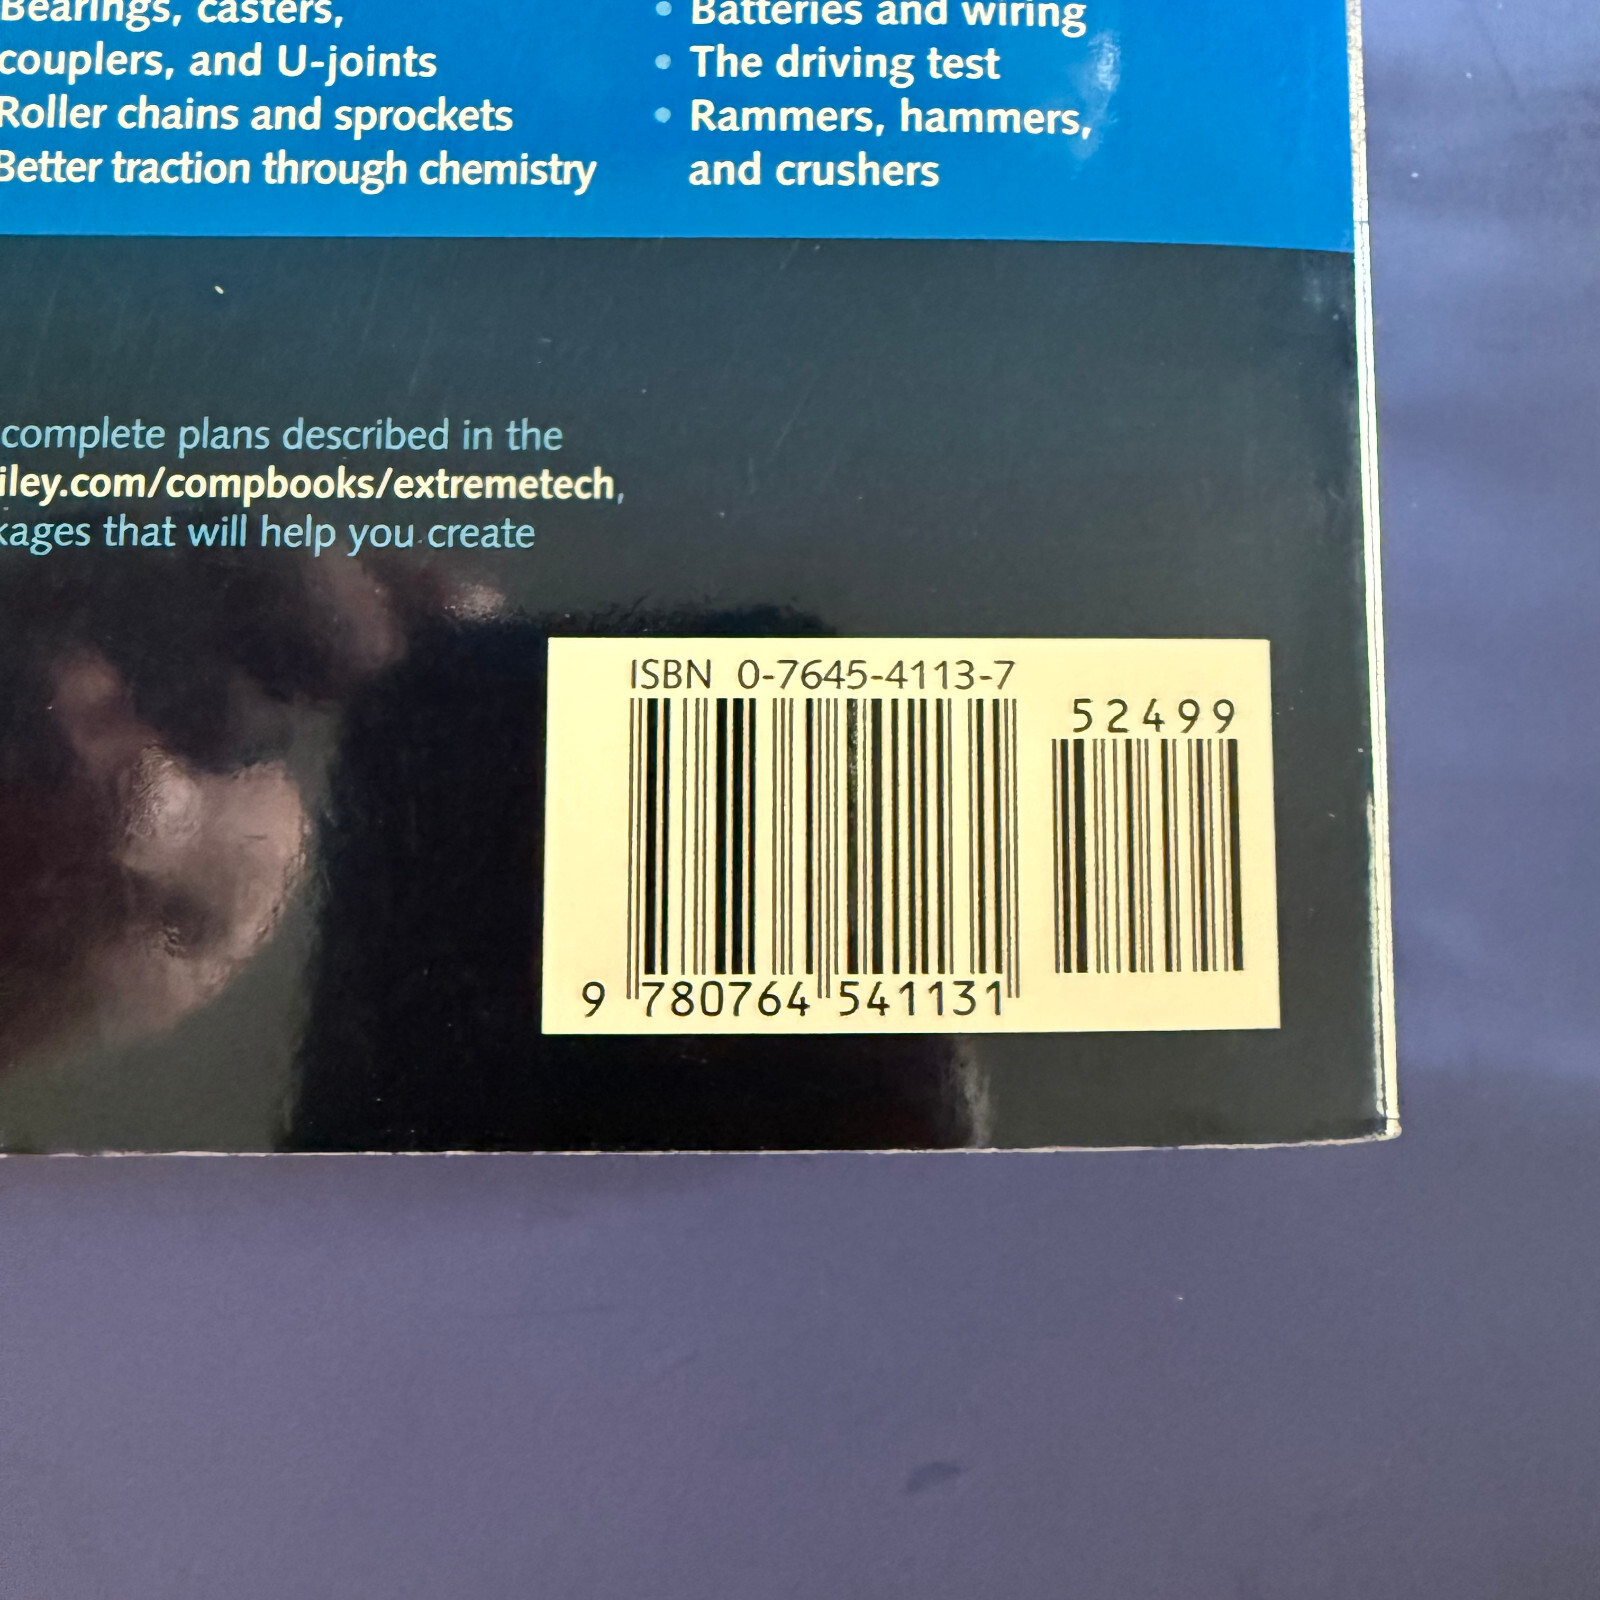 Bearings, casters,
couplers, and U-joints
Roller chains and sprockets
Better traction through chemistry
• Batteries and wiring
• The driving test
• Rammers, hammers,
and crushers
complete plans described in the
iley.com/compbooks/extremetech,
kages that will help you create
ISBN 0-7645-4113-7
52499
9 780764 541131